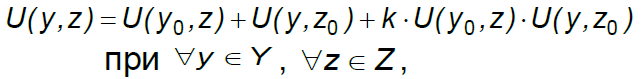 U(y,z) = U(y₀,z) + U(y,z₀) + k · U(y₀,z) · U(y,z₀)
при ∀y ∈ Y , ∀z ∈ Z ,